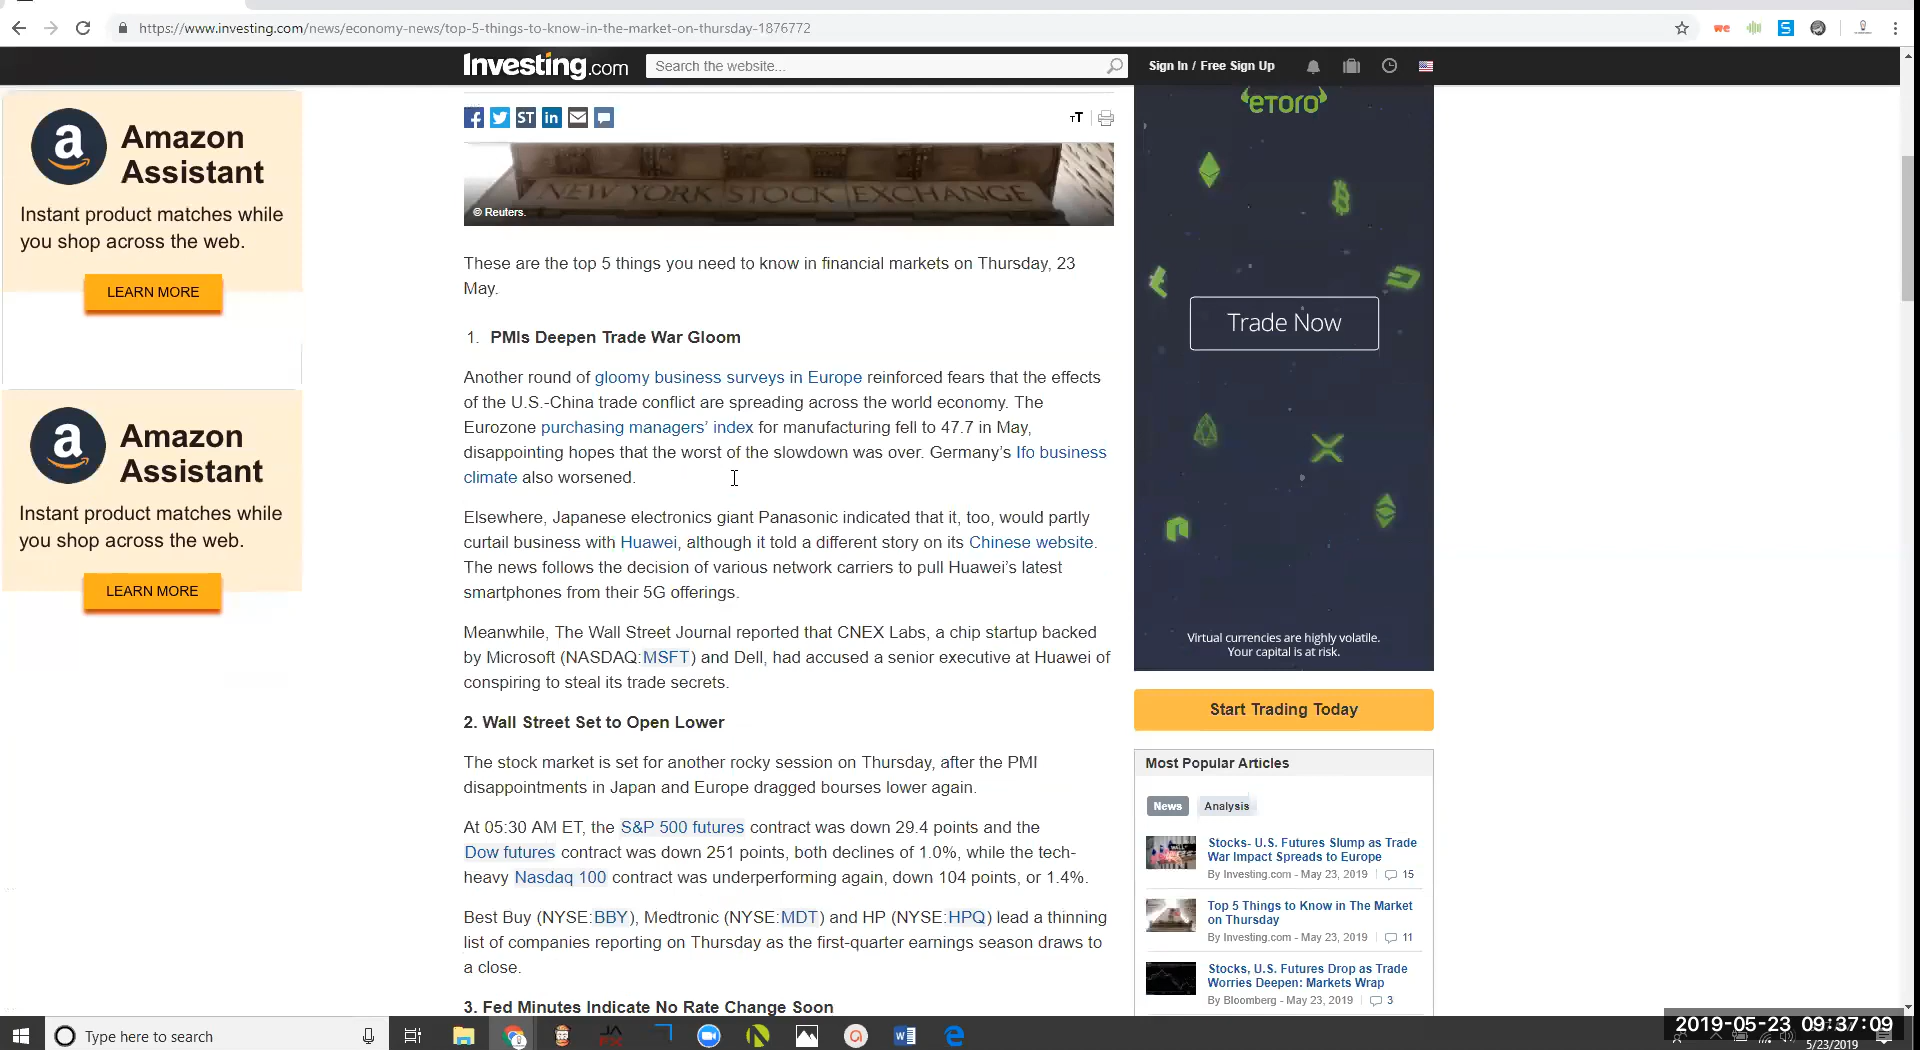 https://www.investing.com/news/economy-news/top-5-things-to-know-in-the-market-on-thursday-1876772
Investing.com
Search the website...
Sign In / Free Sign Up
Amazon
Assistant
Instant product matches while
you shop across the web.
LEARN MORE
Amazon
Assistant
Instant product matches while
you shop across the web.
LEARN MORE
ST
in
TT
NEW YORK STOCK EXCHANGE
© Reuters.
These are the top 5 things you need to know in financial markets on Thursday, 23
May.
1. PMIs Deepen Trade War Gloom
Another round of gloomy business surveys in Europe reinforced fears that the effects
of the U.S.-China trade conflict are spreading across the world economy. The
Eurozone purchasing managers' index for manufacturing fell to 47.7 in May,
disappointing hopes that the worst of the slowdown was over. Germany's Ifo business
climate also worsened.
Elsewhere, Japanese electronics giant Panasonic indicated that it, too, would partly
curtail business with Huawei, although it told a different story on its Chinese website.
The news follows the decision of various network carriers to pull Huawei's latest
smartphones from their 5G offerings.
Meanwhile, The Wall Street Journal reported that CNEX Labs, a chip startup backed
by Microsoft (NASDAQ:MSFT) and Dell, had accused a senior executive at Huawei of
conspiring to steal its trade secrets.
2. Wall Street Set to Open Lower
The stock market is set for another rocky session on Thursday, after the PMI
disappointments in Japan and Europe dragged bourses lower again.
At 05:30 AM ET, the S&P 500 futures contract was down 29.4 points and the
Dow futures contract was down 251 points, both declines of 1.0%, while the tech-
heavy Nasdaq 100 contract was underperforming again, down 104 points, or 1.4%.
Best Buy (NYSE:BBY), Medtronic (NYSE:MDT) and HP (NYSE:HPQ) lead a thinning
list of companies reporting on Thursday as the first-quarter earnings season draws to
a close.
3. Fed Minutes Indicate No Rate Change Soon
eToro
Trade Now
Virtual currencies are highly volatile.
Your capital is at risk.
Start Trading Today
Most Popular Articles
News
Analysis
Stocks- U.S. Futures Slump as Trade
War Impact Spreads to Europe
By Investing.com - May 23, 2019 | 15
Top 5 Things to Know in The Market
on Thursday
By Investing.com - May 23, 2019 | 11
Stocks, U.S. Futures Drop as Trade
Worries Deepen: Markets Wrap
By Bloomberg - May 23, 2019 | 3
Type here to search
2019-05-23 09:37:09
5/23/2019